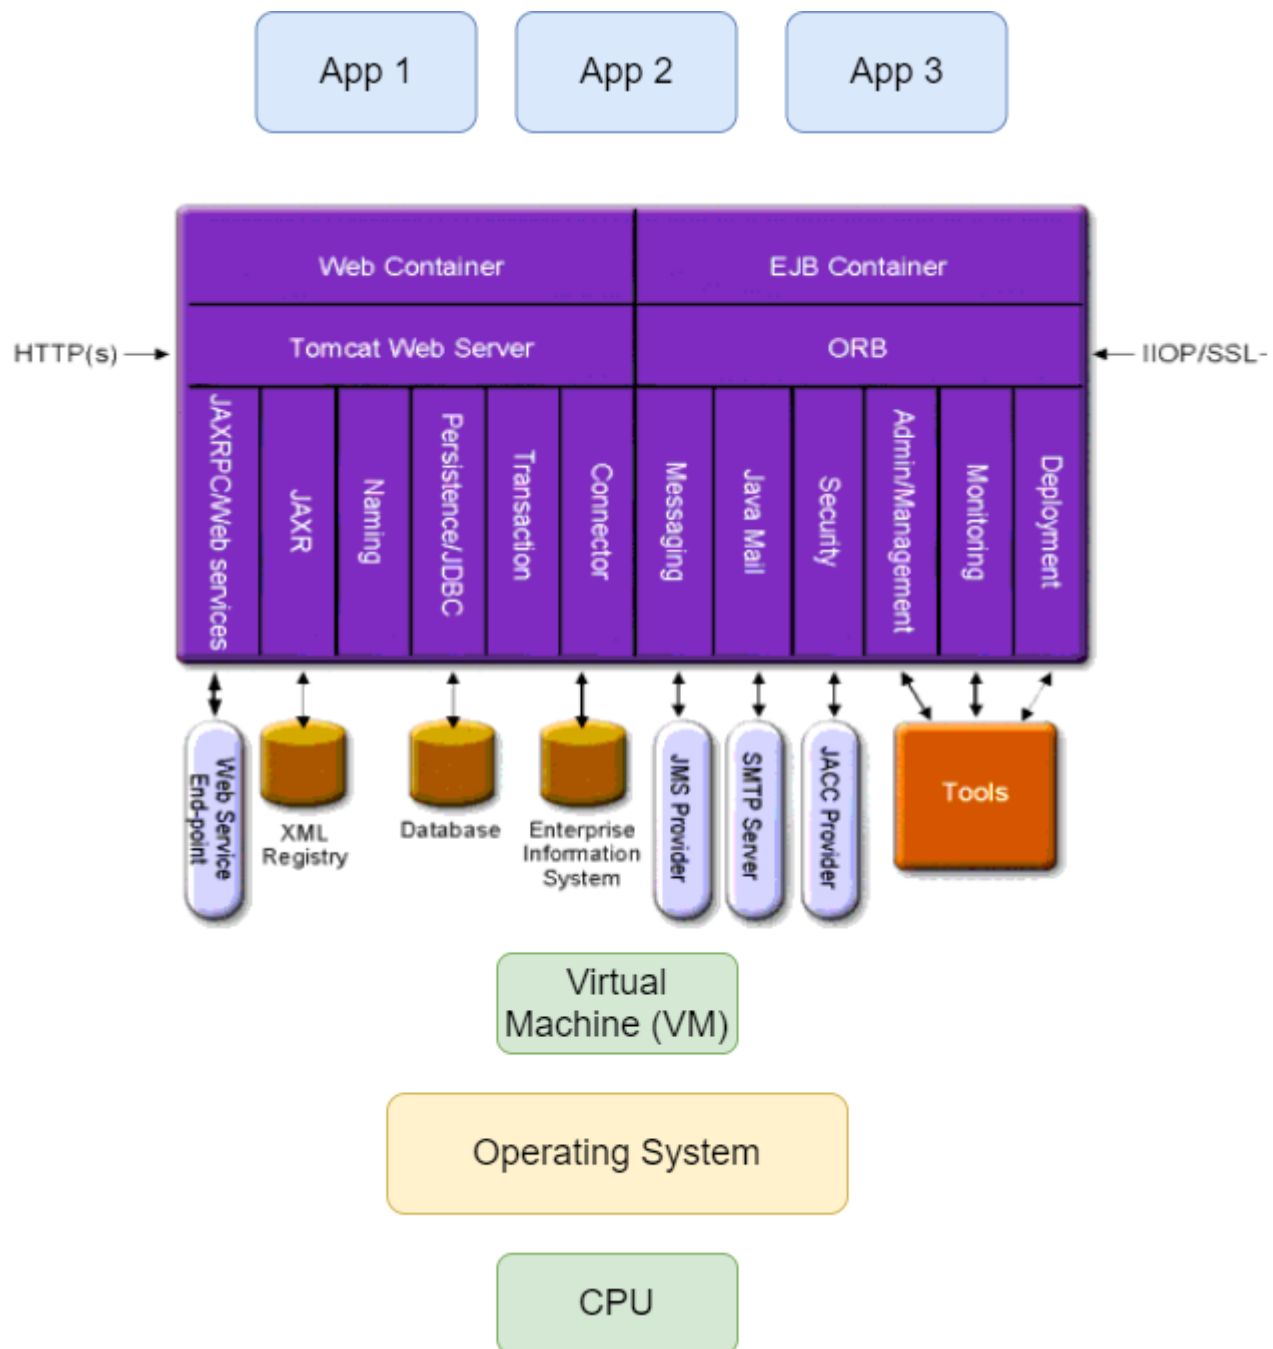 App 1
App 2
App 3
Web Container
EJB Container
HTTP(s)
Tomcat Web Server
ORB
IIOP/SSL-
JAXRPC/Web services
JAXR
Naming
Persistence/JDBC
Transaction
Connector
Messaging
Java Mail
Security
Admin/Management
Monitoring
Deployment
Web Service
End-point
XML
Registry
Database
Enterprise
Information
System
JMS Provider
SMTP Server
JACC Provider
Tools
Virtual
Machine (VM)
Operating System
CPU